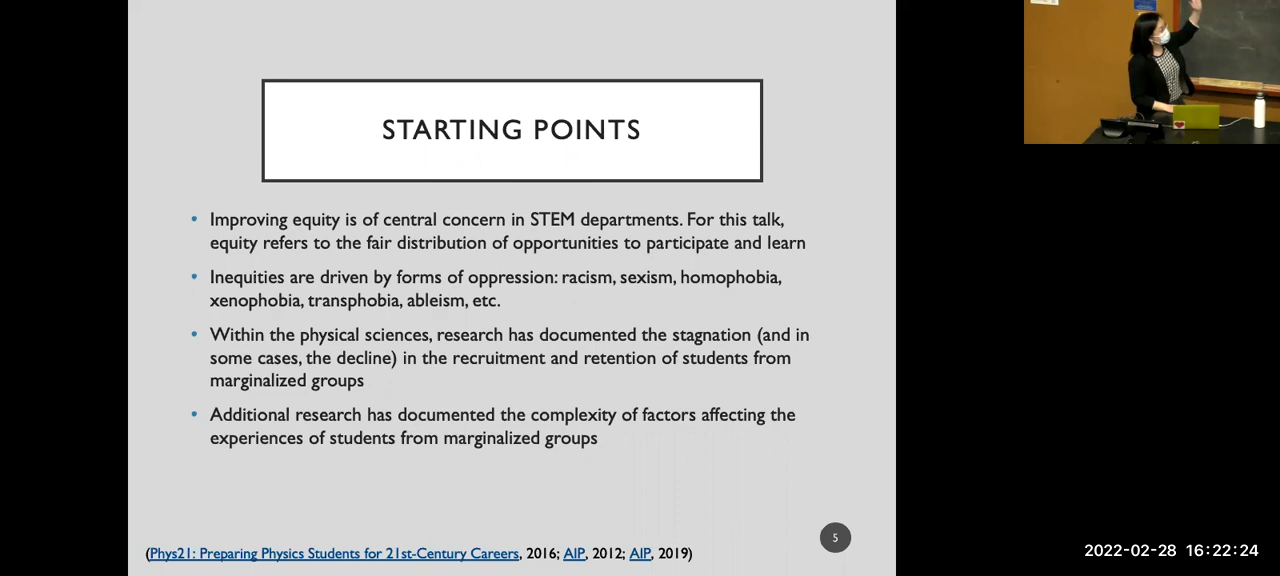 STARTING POINTS
• Improving equity is of central concern in STEM departments. For this talk,
equity refers to the fair distribution of opportunities to participate and learn
• Inequities are driven by forms of oppression: racism, sexism, homophobia,
xenophobia, transphobia, ableism, etc.
• Within the physical sciences, research has documented the stagnation (and in
some cases, the decline) in the recruitment and retention of students from
marginalized groups
• Additional research has documented the complexity of factors affecting the
experiences of students from marginalized groups
5
(Phys21: Preparing Physics Students for 21st-Century Careers, 2016; AIP, 2012; AIP, 2019)
2022-02-28 16:22:24